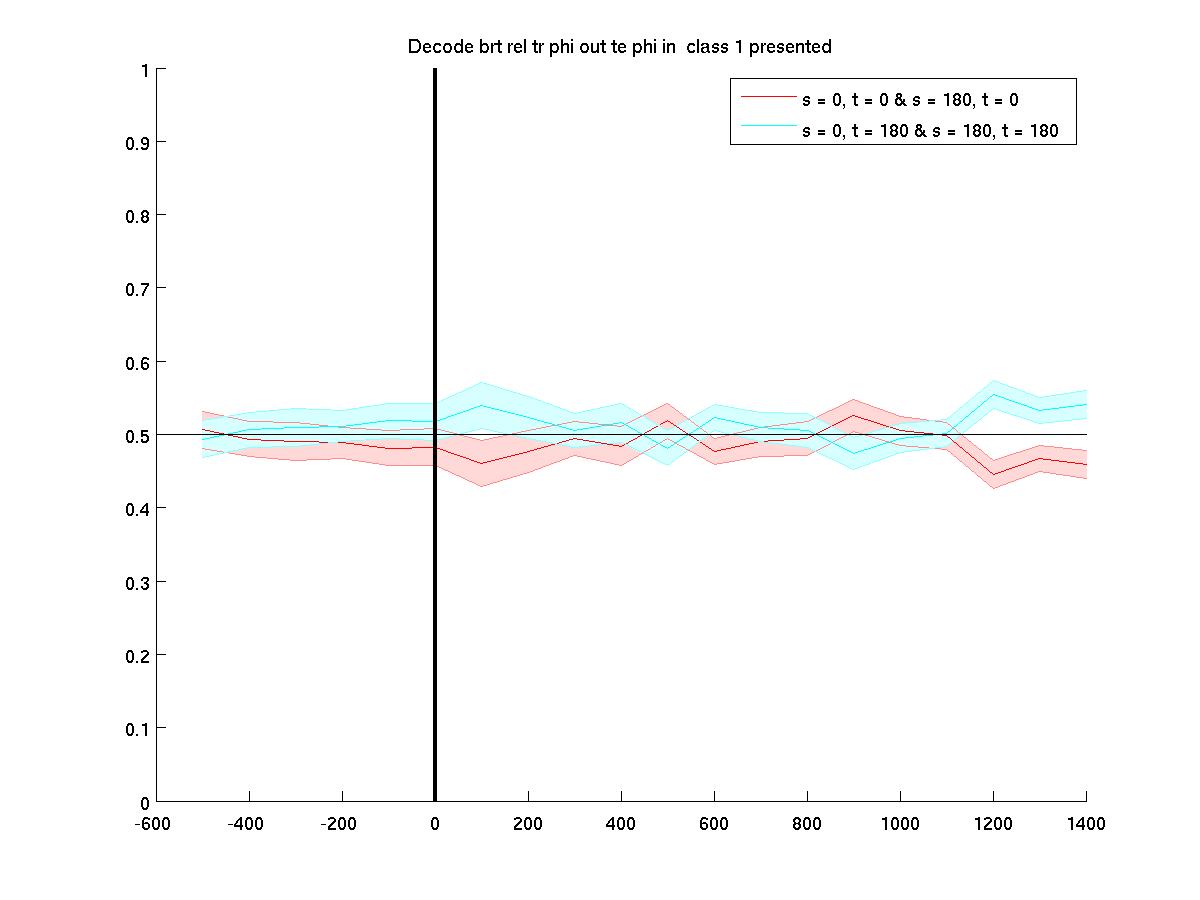 Decode brt rel tr phi out te phi in  class 1 presented
s = 0, t = 0 & s = 180, t = 0
s = 0, t = 180 & s = 180, t = 180
1
0.9
0.8
0.7
0.6
0.5
0.4
0.3
0.2
0.1
0
-600 -400 -200 0 200 400 600 800 1000 1200 1400